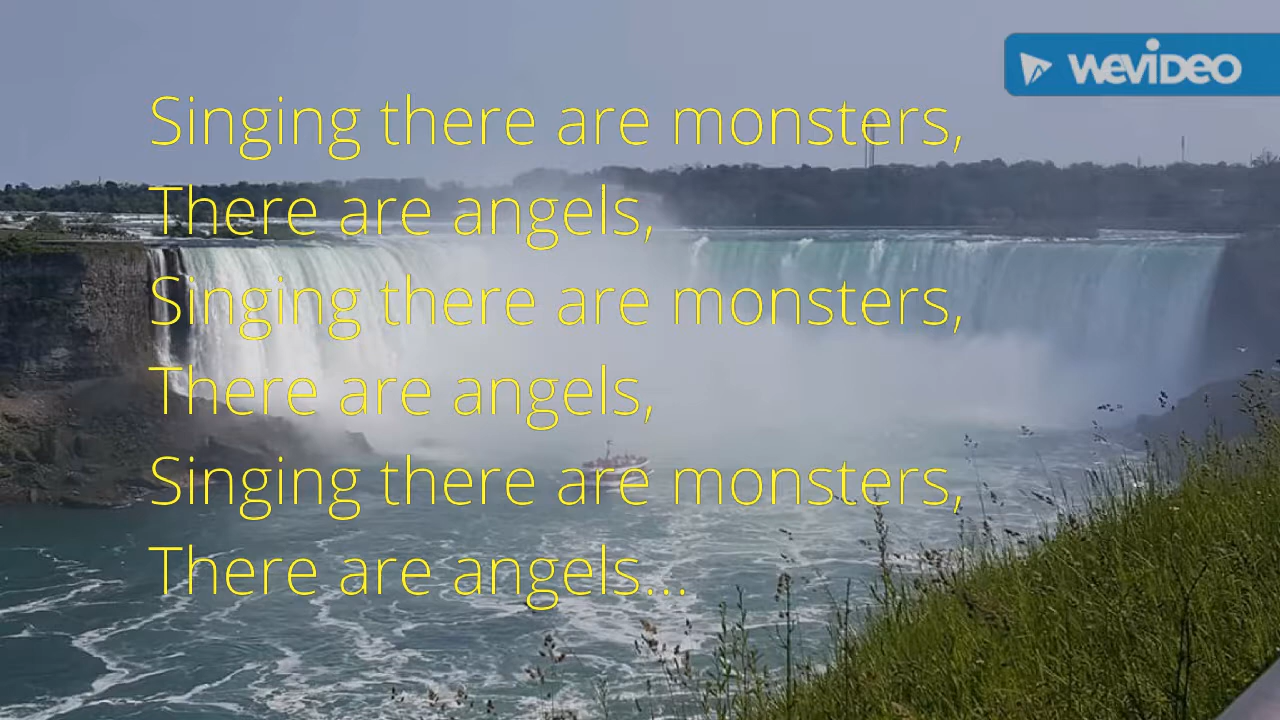 WEVIDEO
Singing there are monsters,
There are angels,
Singing there are monsters,
There are angels,
Singing there are monsters,
There are angels...